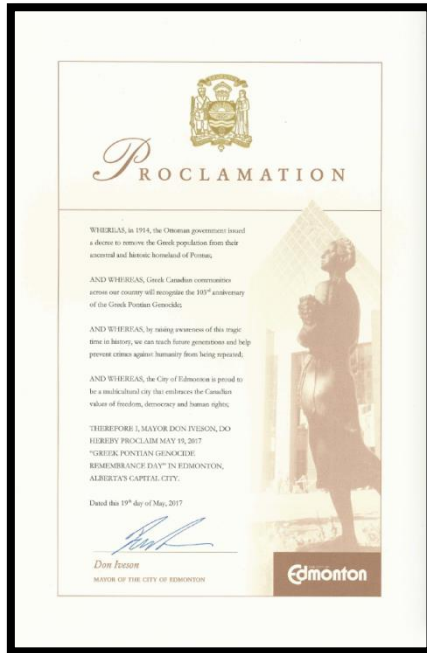 PROCLAMATION
WHEREAS, in 1914, the Ottoman government issued
a decree to remove the Greek population from their
ancestral and historic homeland of Pontus;
AND WHEREAS, Greek Canadian communities
across our country will recognize the 103rd anniversary
of the Greek Pontian Genocide;
AND WHEREAS, by raising awareness of this tragic
time in history, we can teach future generations and help
prevent crimes against humanity from being repeated;
AND WHEREAS, the City of Edmonton is proud to
be a multicultural city that embraces the Canadian
values of freedom, democracy and human rights;
THEREFORE I, MAYOR DON IVESON, DO
HEREBY PROCLAIM MAY 19, 2017
"GREEK PONTIAN GENOCIDE
REMEMBRANCE DAY" IN EDMONTON,
ALBERTA'S CAPITAL CITY.
Dated this 19th day of May, 2017
Don Iveson
MAYOR OF THE CITY OF EDMONTON
Edmonton